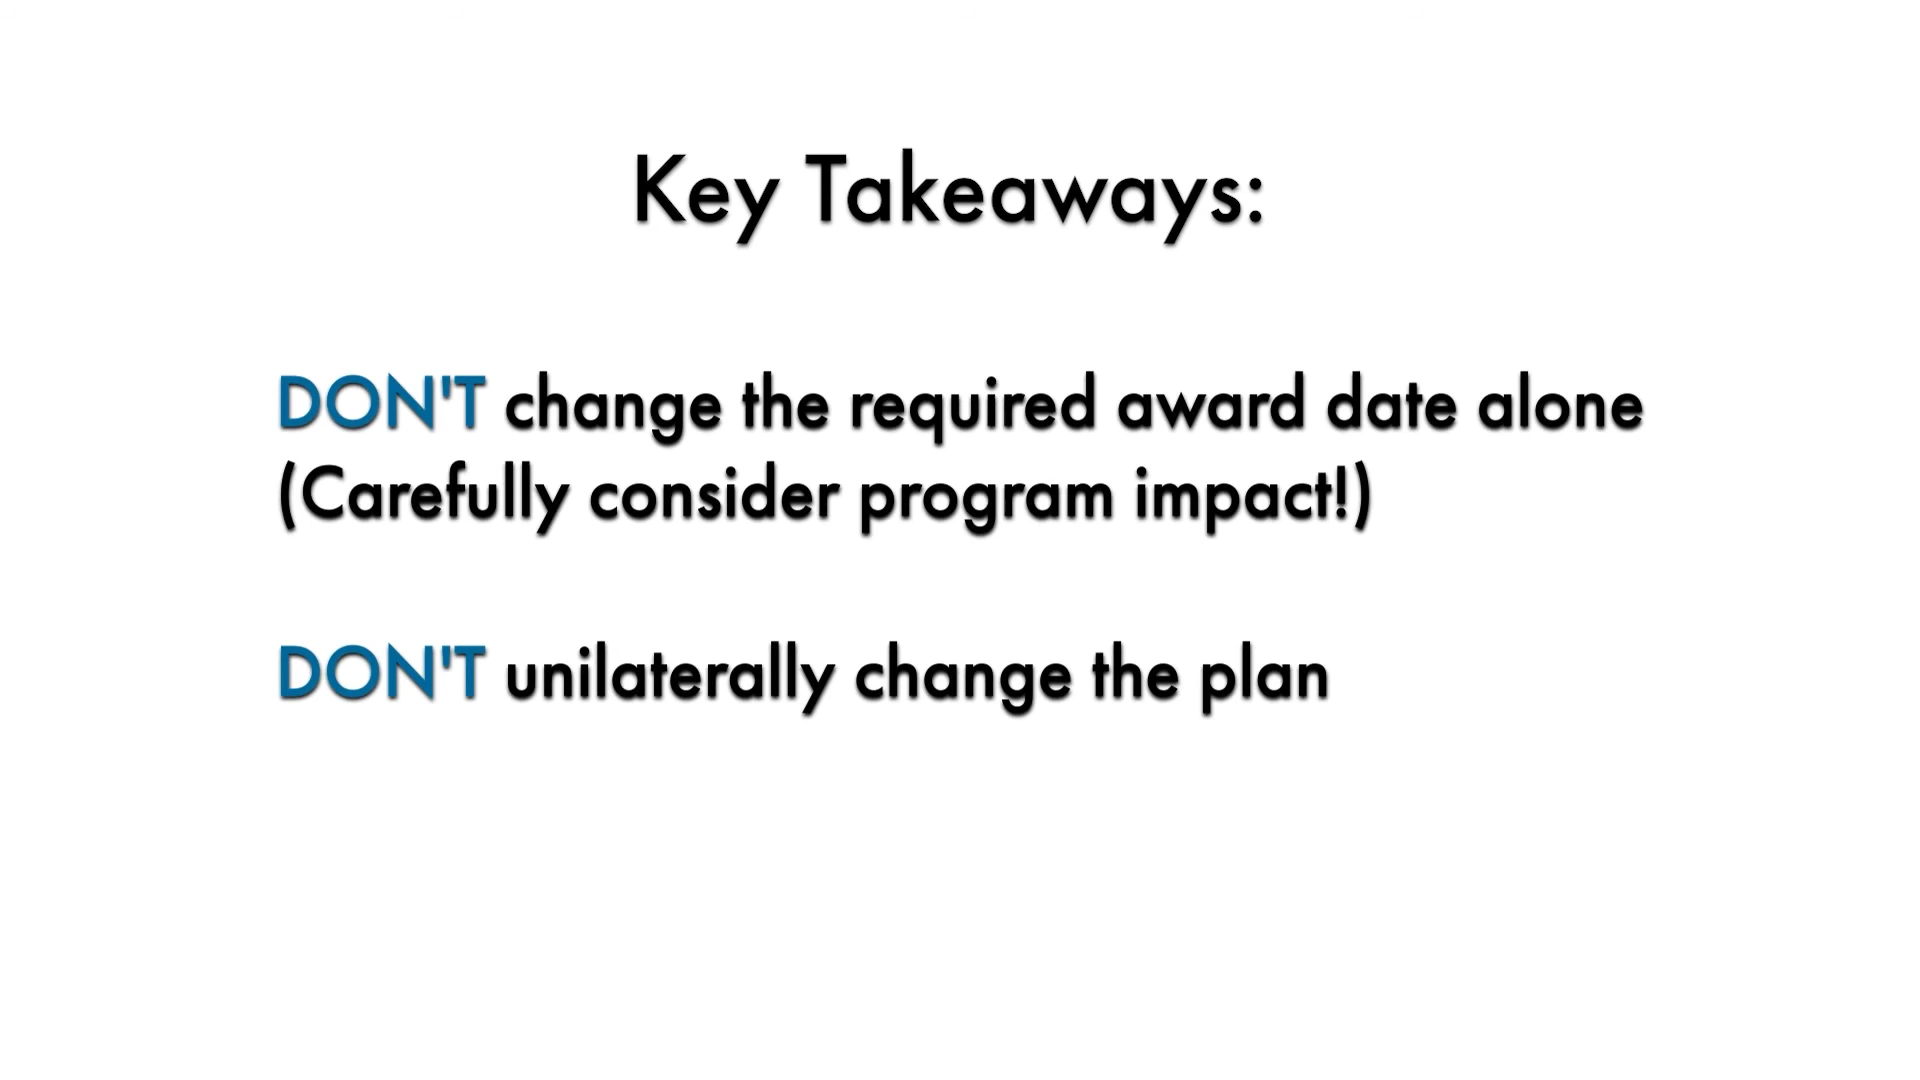 Key Takeaways:
DON'T change the required award date alone
(Carefully consider program impact!)
DON'T unilaterally change the plan